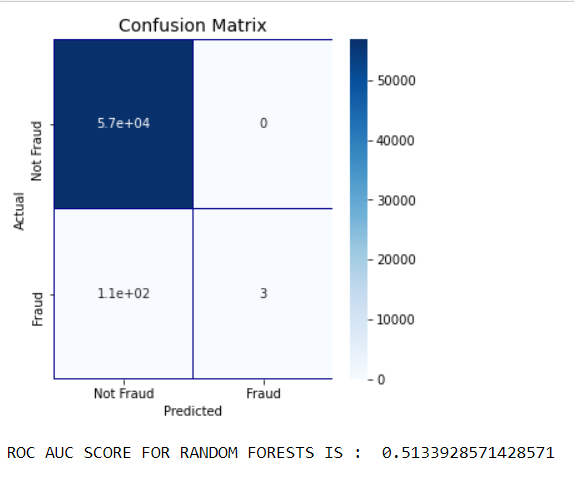 Confusion Matrix
Not Fraud
Fraud
Actual
5.7e+04
0
1.1e+02
3
Not Fraud
Fraud
Predicted
50000
40000
30000
20000
10000
0
ROC AUC SCORE FOR RANDOM FORESTS IS : 0.5133928571428571